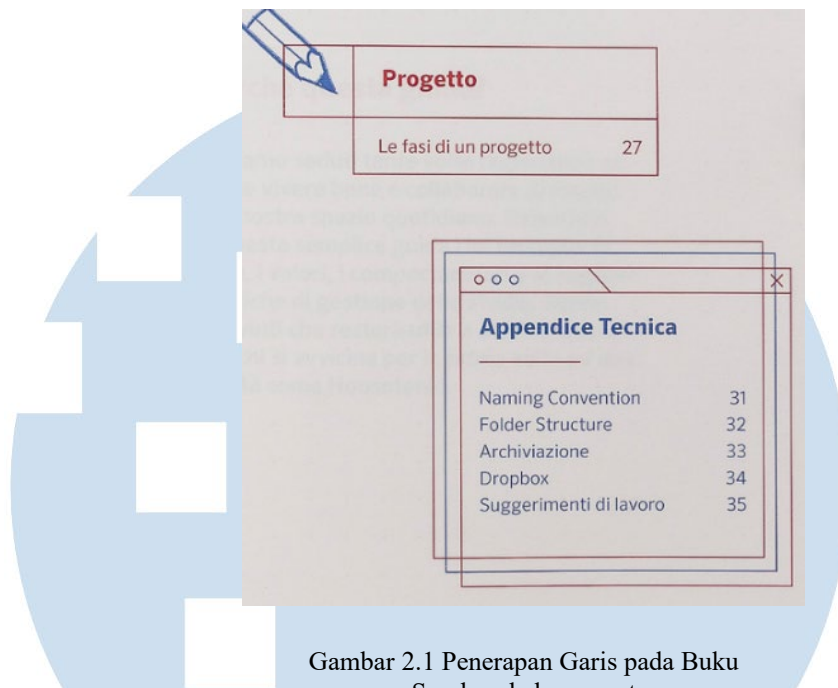 Progetto
Le fasi di un progetto 27
Appendice Tecnica
Naming Convention 31
Folder Structure 32
Archiviazione 33
Dropbox 34
Suggerimenti di lavoro 35
Gambar 2.1 Penerapan Garis pada Buku